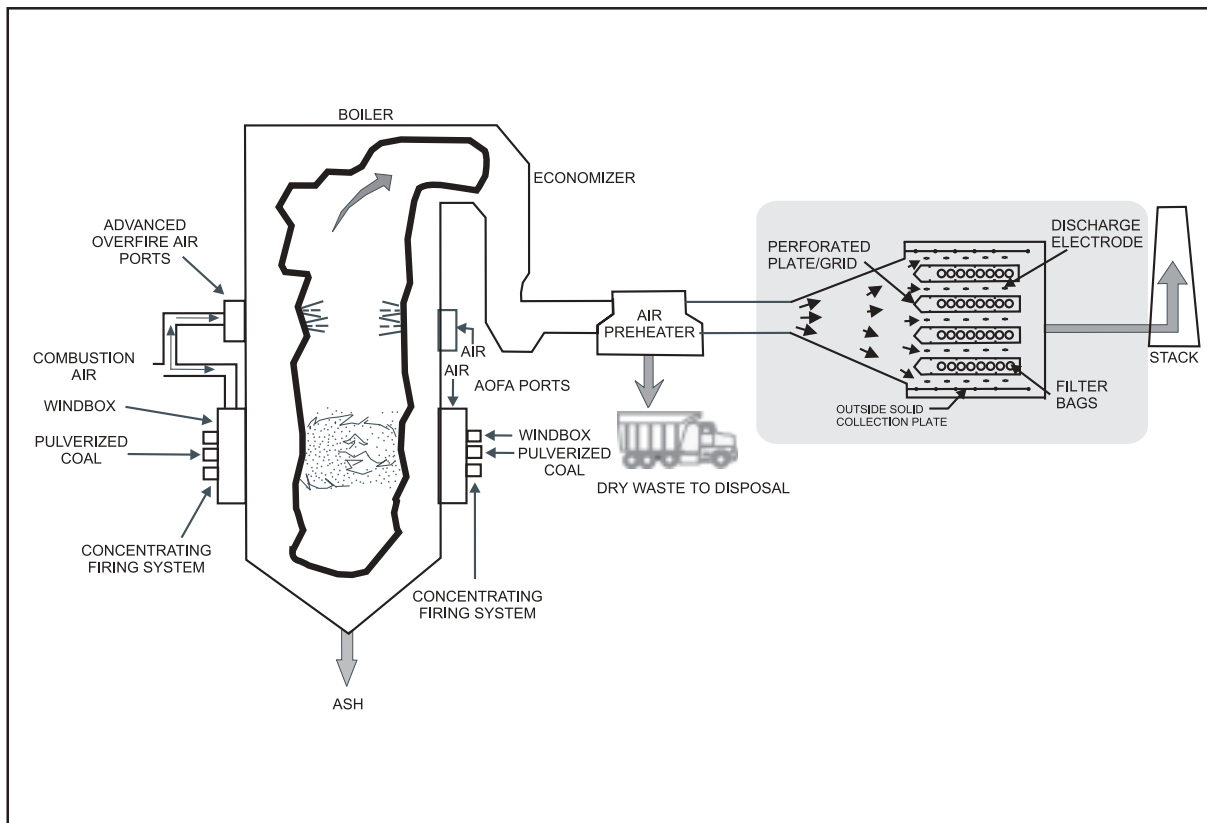 BOILER
ECONOMIZER
ADVANCED
OVERFIRE AIR
PORTS
COMBUSTION
AIR
WINDBOX
PULVERIZED
COAL
CONCENTRATING
FIRING SYSTEM
AIR
AIR
AOFA PORTS
WINDBOX
PULVERIZED
COAL
CONCENTRATING
FIRING SYSTEM
ASH
AIR
PREHEATER
DRY WASTE TO DISPOSAL
PERFORATED
PLATE/GRID
DISCHARGE
ELECTRODE
OUTSIDE SOLID
COLLECTION PLATE
FILTER
BAGS
STACK